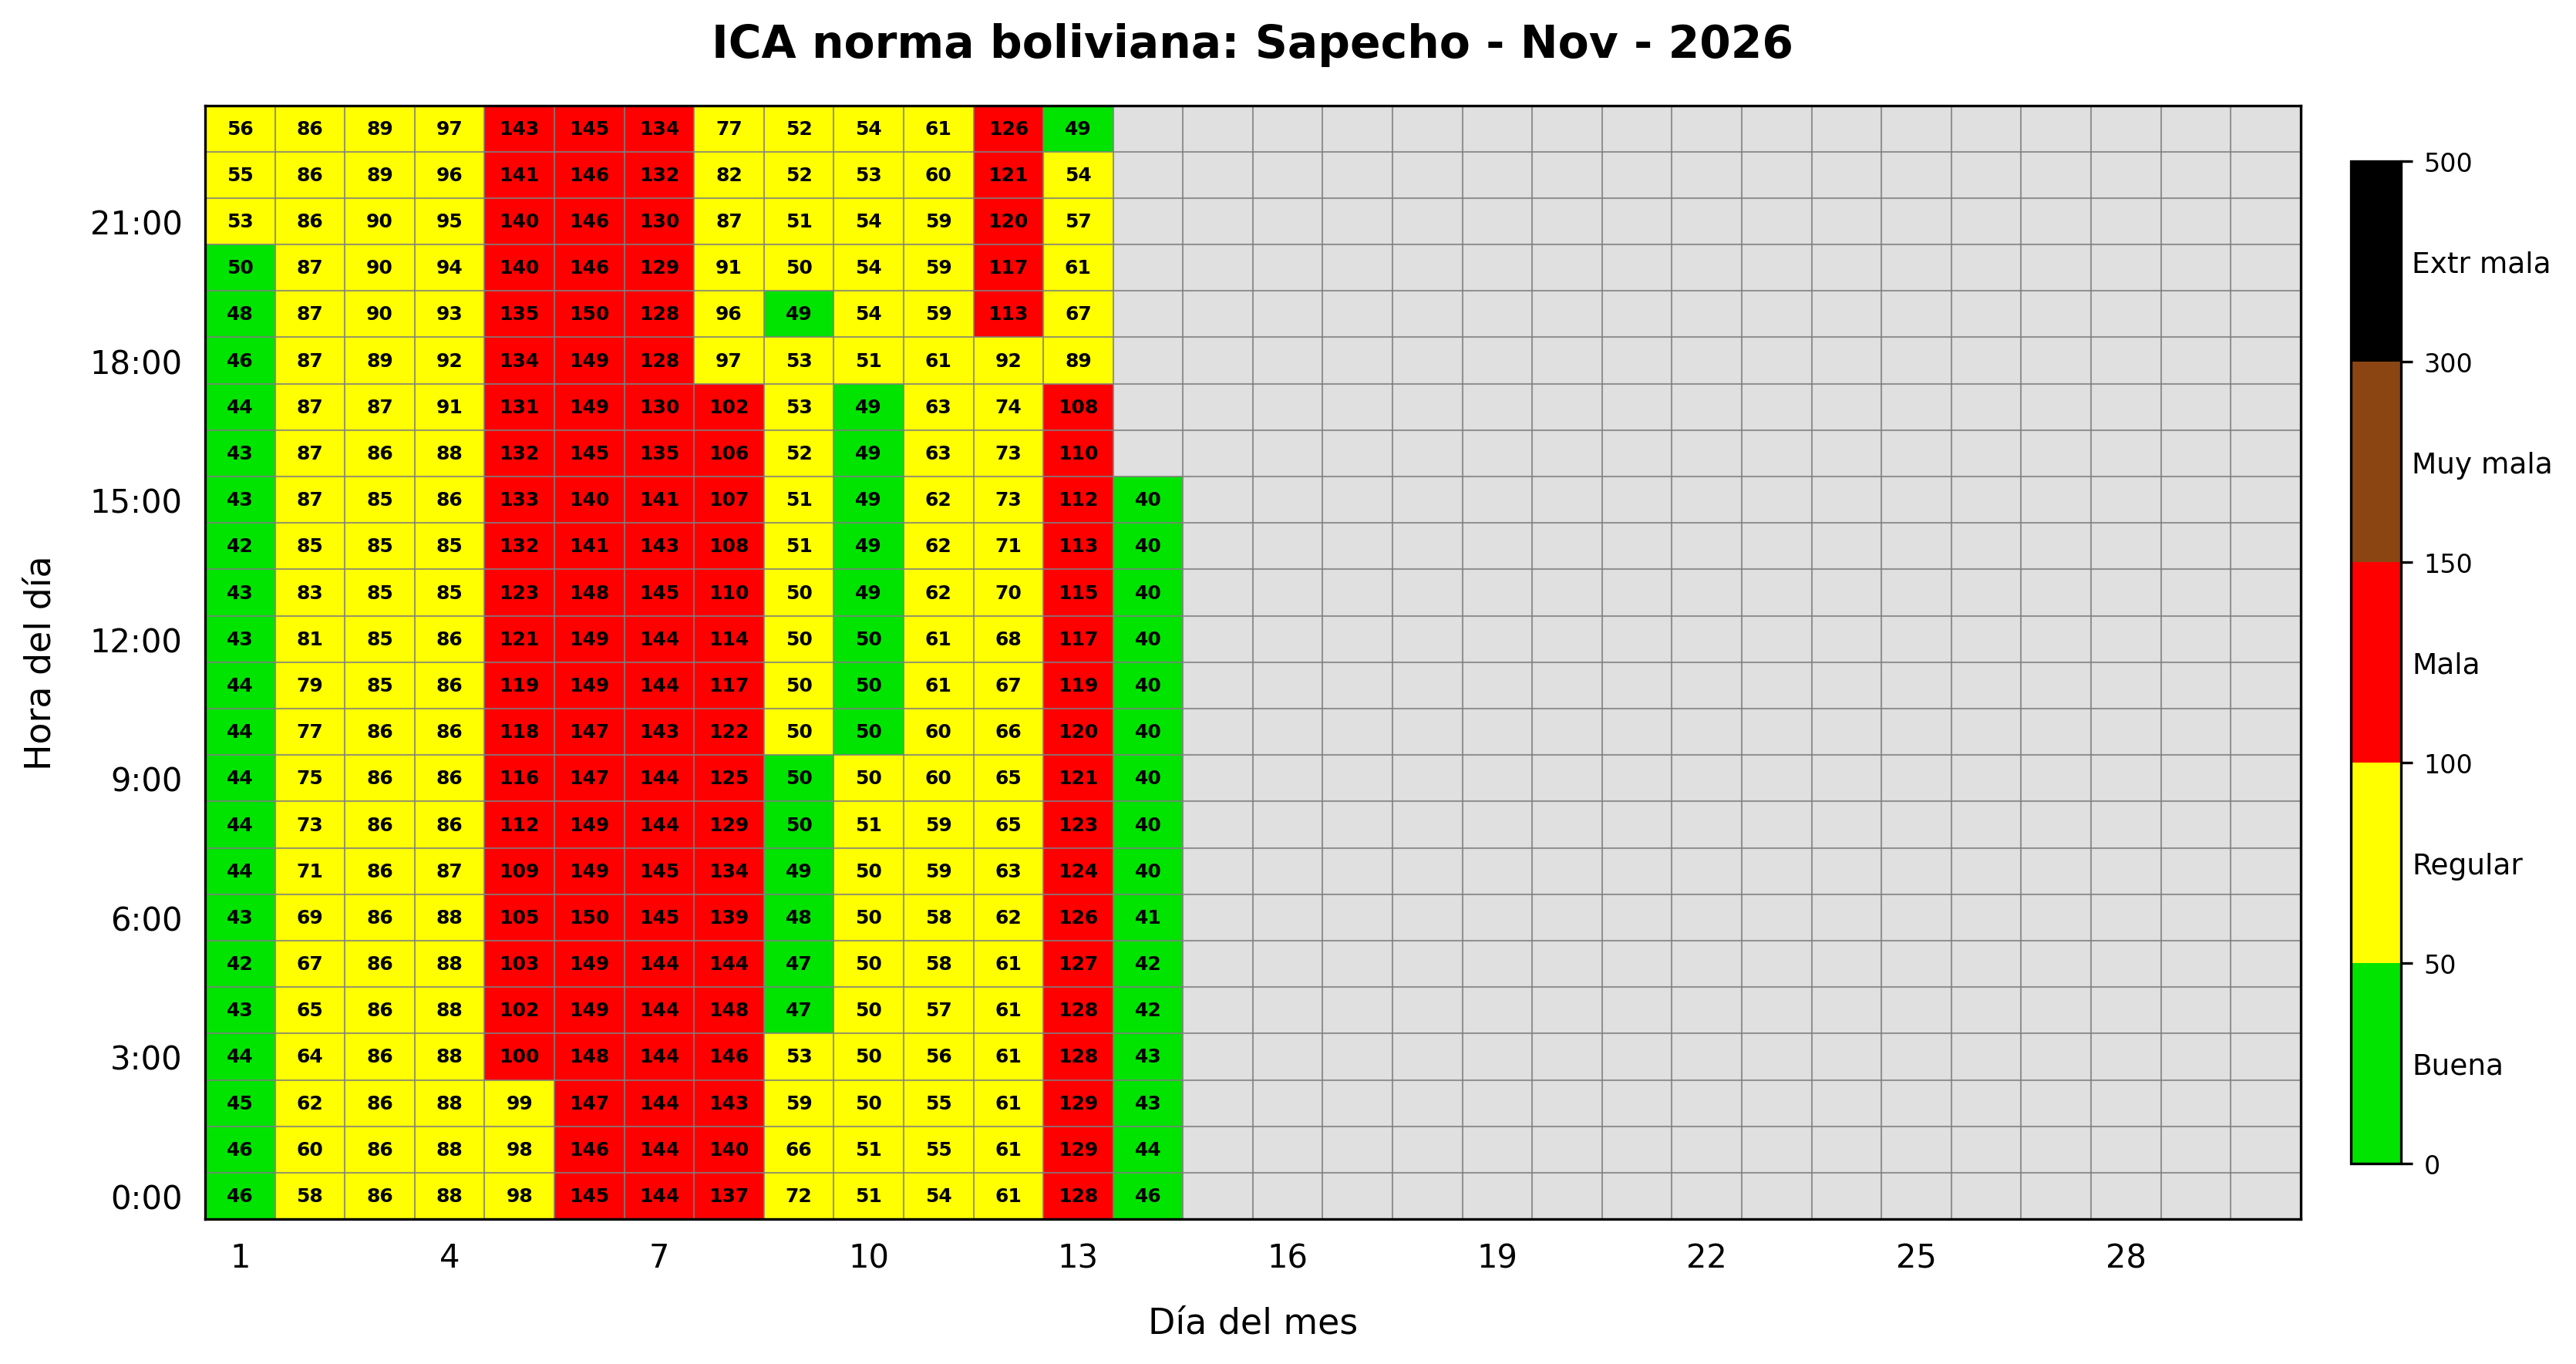 ICA norma boliviana: Sapecho - Nov - 2026
56 86 89 97 143 145 134 77 52 54 61 126 49
55 86 89 96 141 146 132 82 52 53 60 121 54
21:00 53 86 90 95 140 146 130 87 51 54 59 120 57
50 87 90 94 140 146 129 91 50 54 59 117 61
48 87 90 93 135 150 128 96 49 54 59 113 67
18:00 46 87 89 92 134 149 128 97 53 51 61 92 89
44 87 87 91 131 149 130 102 53 49 63 74 108
43 87 86 88 132 145 135 106 52 49 63 73 110
15:00 43 87 85 86 133 140 141 107 51 49 62 73 112 40
42 85 85 85 132 141 143 108 51 49 62 71 113 40
43 83 85 85 123 148 145 110 50 49 62 70 115 40
12:00 43 81 85 86 121 149 144 114 50 50 61 68 117 40
44 79 85 86 119 149 144 117 50 50 61 67 119 40
44 77 86 86 118 147 143 122 50 50 60 66 120 40
9:00 44 75 86 86 116 147 144 125 50 50 60 65 121 40
44 73 86 86 112 149 144 129 50 51 59 65 123 40
44 71 86 87 109 149 145 134 49 50 59 63 124 40
6:00 43 69 86 88 105 150 145 139 48 50 58 62 126 41
42 67 86 88 103 149 144 144 47 50 58 61 127 42
43 65 86 88 102 149 144 148 47 50 57 61 128 42
3:00 44 64 86 88 100 148 144 146 53 50 56 61 128 43
45 62 86 88 99 147 144 143 59 50 55 61 129 43
46 60 86 88 98 146 144 140 66 51 55 61 129 44
0:00 46 58 86 88 98 145 144 137 72 51 54 61 128 46
1 4 7 10 13 16 19 22 25 28
Día del mes
Hora del día
500
Extr mala
300
Muy mala
150
Mala
100
Regular
50
Buena
0